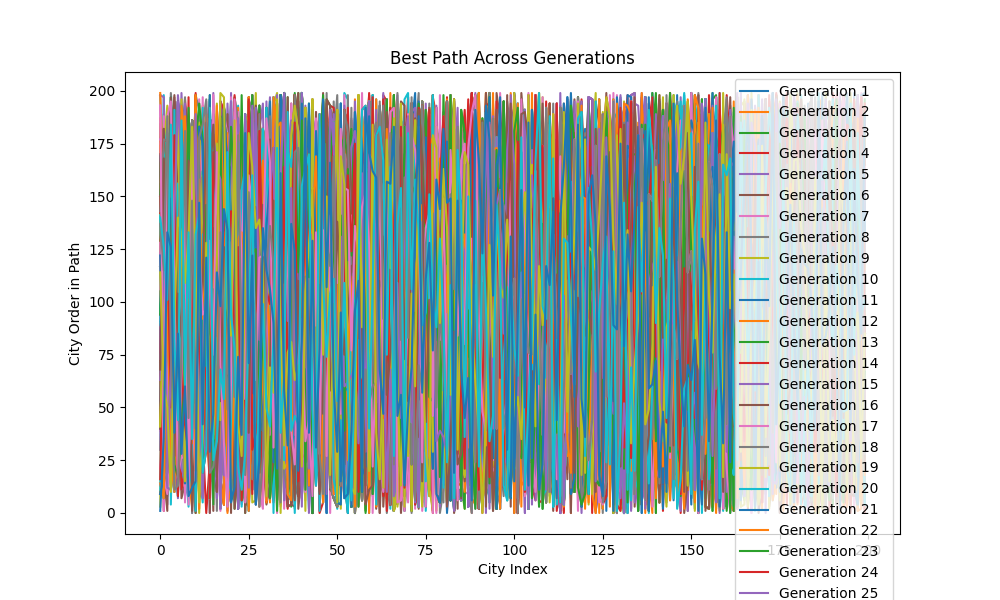 Best Path Across Generations
City Order in Path
200
175
150
125
100
75
50
25
0
0
25
50
75
100
125
150
City Index
Generation 1
Generation 2
Generation 3
Generation 4
Generation 5
Generation 6
Generation 7
Generation 8
Generation 9
Generation 10
Generation 11
Generation 12
Generation 13
Generation 14
Generation 15
Generation 16
Generation 17
Generation 18
Generation 19
Generation 20
Generation 21
Generation 22
Generation 23
Generation 24
Generation 25